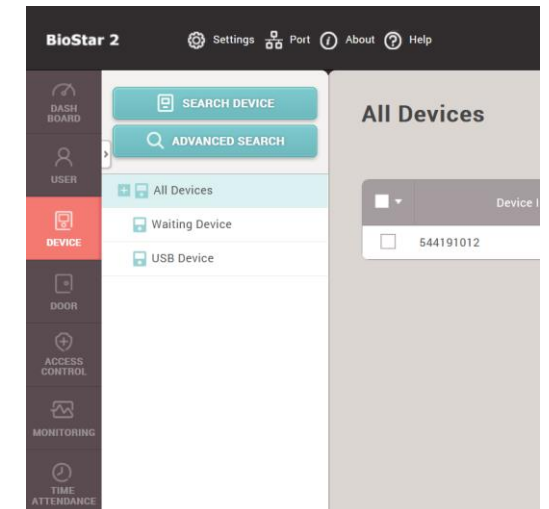 BioStar 2
Settings Port About Help
DASH
BOARD
USER
DEVICE
DOOR
ACCESS
CONTROL
MONITORING
TIME
ATTENDANCE
SEARCH DEVICE
ADVANCED SEARCH
All Devices
Waiting Device
USB Device
All Devices
Device I
544191012